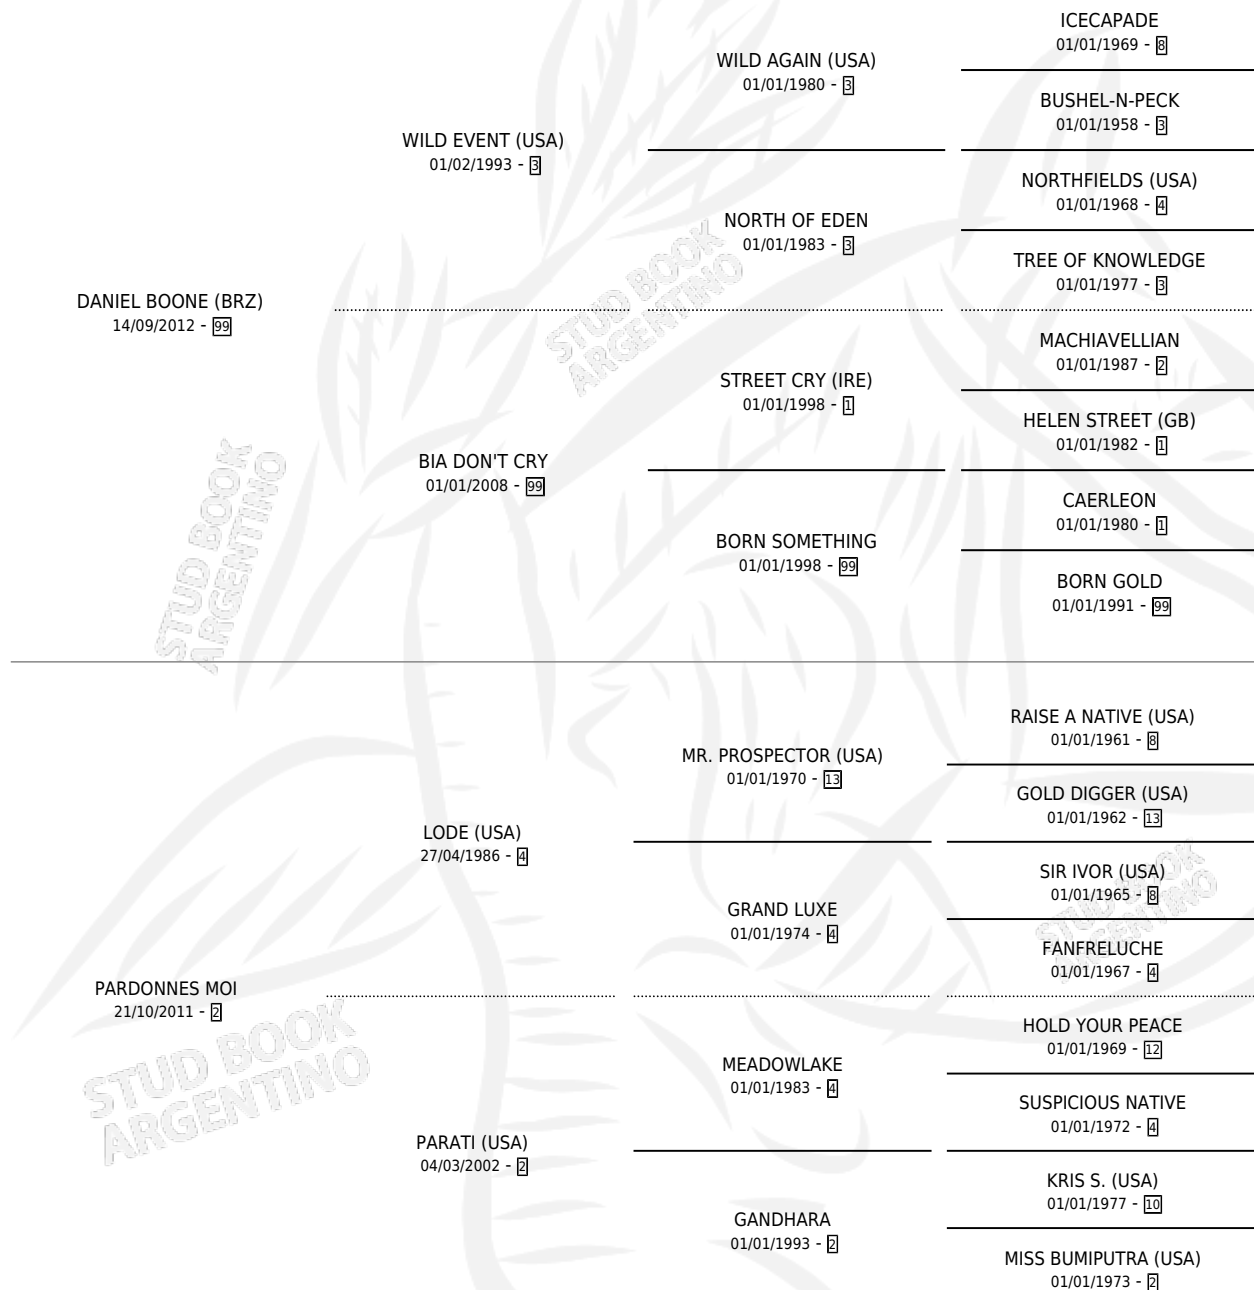 DANIEL BOONE (BRZ)
14/09/2012 - 99
WILD EVENT (USA)
01/02/1993 - 3
BIA DON'T CRY
01/01/2008 - 99
WILD AGAIN (USA)
01/01/1980 - 3
NORTH OF EDEN
01/01/1983 - 3
STREET CRY (IRE)
01/01/1998 - 1
BORN SOMETHING
01/01/1998 - 99
ICECAPADE
01/01/1969 - 8
BUSHEL-N-PECK
01/01/1958 - 3
NORTHFIELDS (USA)
01/01/1968 - 4
TREE OF KNOWLEDGE
01/01/1977 - 3
MACHIAVELLIAN
01/01/1987 - 2
HELEN STREET (GB)
01/01/1982 - 1
CAERLEON
01/01/1980 - 1
BORN GOLD
01/01/1991 - 99
STUD BOOK
ARGENTINO
STUD BOOK
ARGENTINO
PARDONNES MOI
21/10/2011 - 2
LODE (USA)
27/04/1986 - 4
PARATI (USA)
04/03/2002 - 2
MR. PROSPECTOR (USA)
01/01/1970 - 13
GRAND LUXE
01/01/1974 - 4
MEADOWLAKE
01/01/1983 - 4
GANDHARA
01/01/1993 - 2
RAISE A NATIVE (USA)
01/01/1961 - 8
GOLD DIGGER (USA)
01/01/1962 - 13
SIR IVOR (USA)
01/01/1965 - 8
FANFRELUCHE
01/01/1967 - 4
HOLD YOUR PEACE
01/01/1969 - 12
SUSPICIOUS NATIVE
01/01/1972 - 4
KRIS S. (USA)
01/01/1977 - 10
MISS BUMIPUTRA (USA)
01/01/1973 - 2
STUD BOOK
ARGENTINO
STUD BOOK
ARGENTINO